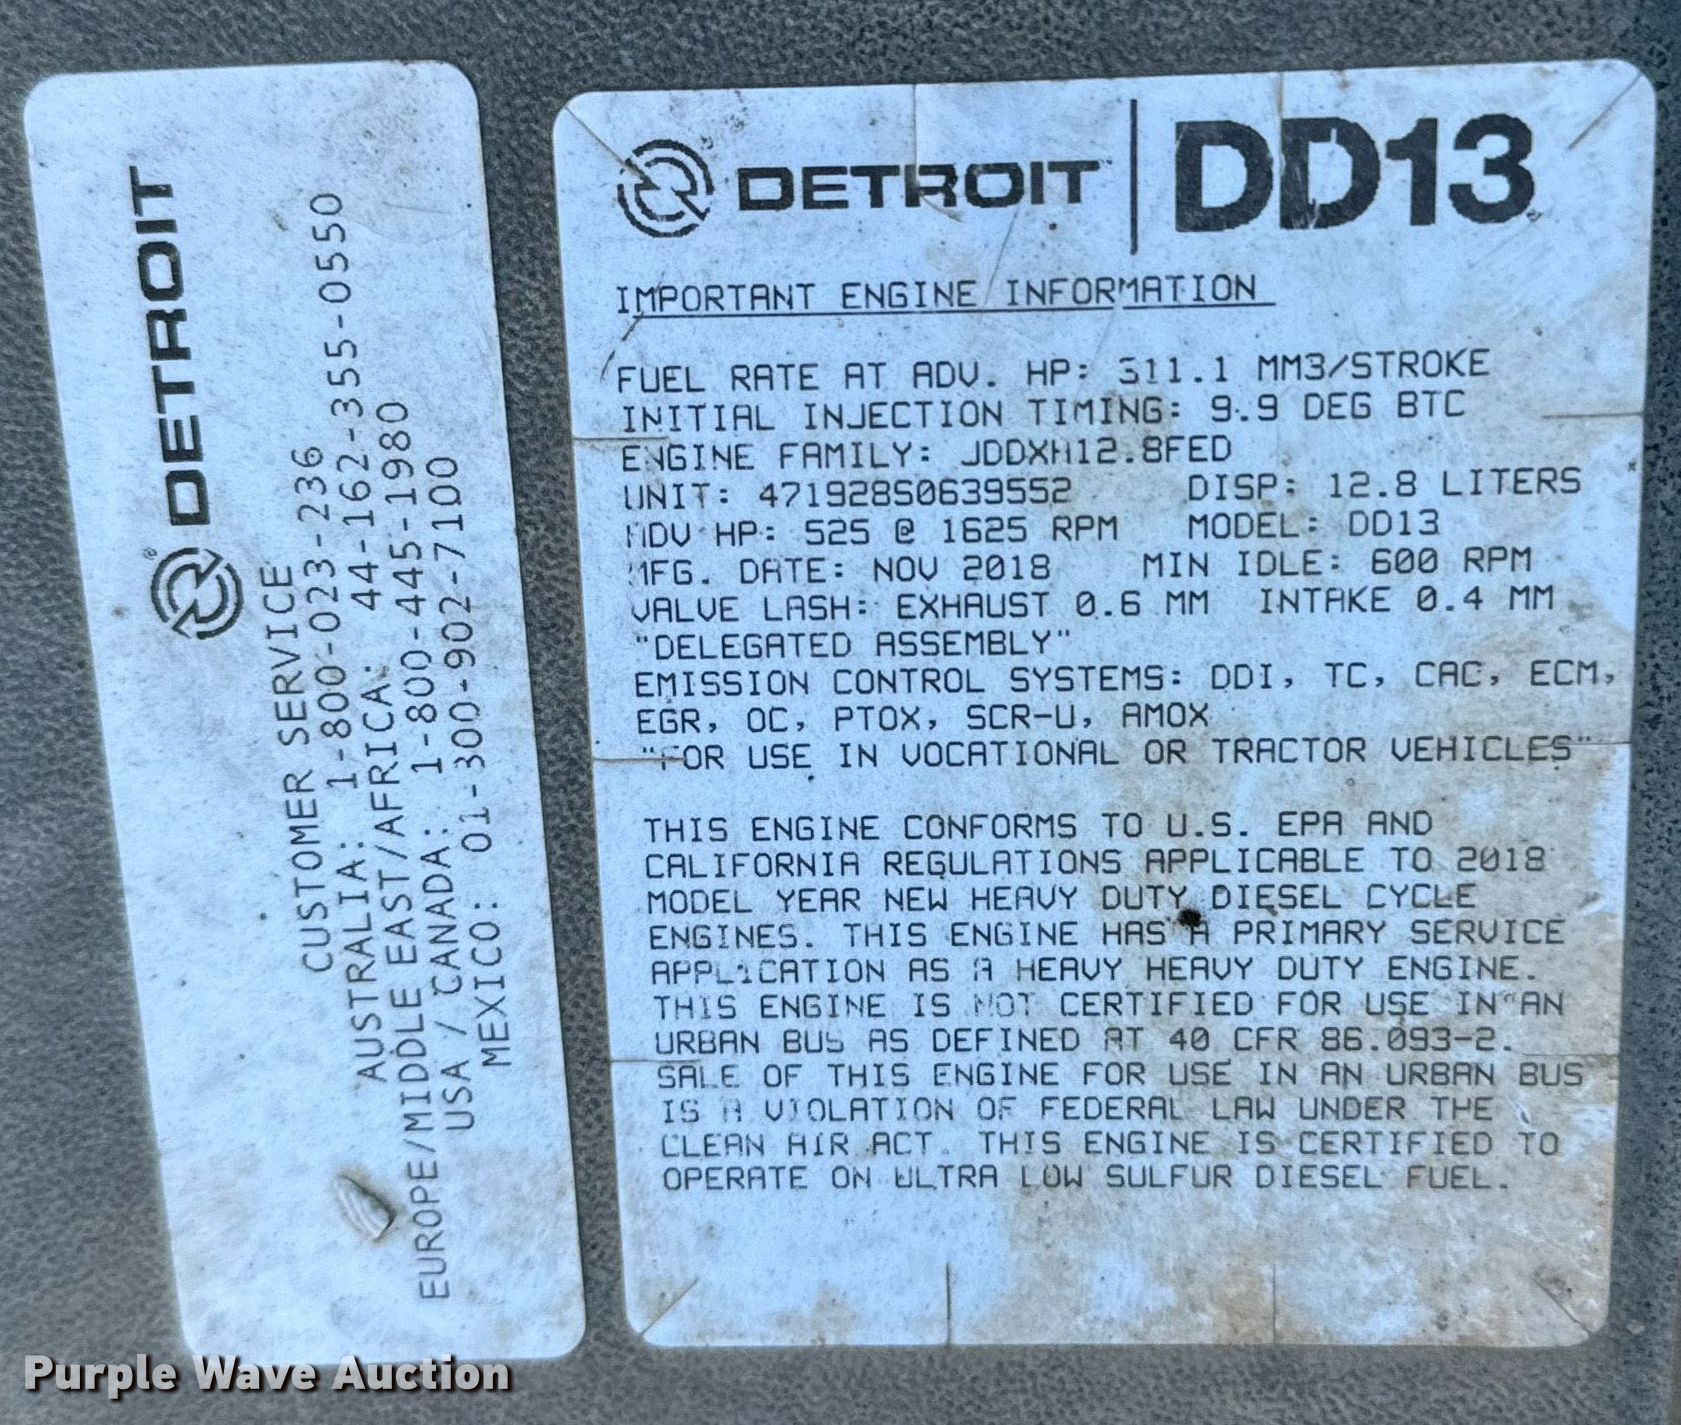 DETROIT
CUSTOMER SERVICE
AUSTRALIA: 1-800-023-236
EUROPE/MIDDLE EAST/AFRICA: 44-162-355-0550
USA / CANADA: 1-800-445-1980
MEXICO: 01-300-902-7100
DETROIT DD13
IMPORTANT ENGINE INFORMATION
FUEL RATE AT ADV. HP: 311.1 MM3/STROKE
INITIAL INJECTION TIMING: 9.9 DEG BTC
ENGINE FAMILY: JDDXH12.8FED
UNIT: 471928S0639552 DISP: 12.8 LITERS
ADV HP: 525 @ 1625 RPM MODEL: DD13
MFG. DATE: NOV 2018 MIN IDLE: 600 RPM
VALVE LASH: EXHAUST 0.6 MM INTAKE 0.4 MM
"DELEGATED ASSEMBLY"
EMISSION CONTROL SYSTEMS: DDI, TC, CAC, ECM,
EGR, OC, PTOX, SCR-U, AMOX
"FOR USE IN VOCATIONAL OR TRACTOR VEHICLES"
THIS ENGINE CONFORMS TO U.S. EPA AND
CALIFORNIA REGULATIONS APPLICABLE TO 2018
MODEL YEAR NEW HEAVY DUTY DIESEL CYCLE
ENGINES. THIS ENGINE HAS A PRIMARY SERVICE
APPLICATION AS A HEAVY HEAVY DUTY ENGINE.
THIS ENGINE IS NOT CERTIFIED FOR USE IN AN
URBAN BUS AS DEFINED AT 40 CFR 86.093-2.
SALE OF THIS ENGINE FOR USE IN AN URBAN BUS
IS A VIOLATION OF FEDERAL LAW UNDER THE
CLEAN AIR ACT. THIS ENGINE IS CERTIFIED TO
OPERATE ON ULTRA LOW SULFUR DIESEL FUEL.
Purple Wave Auction